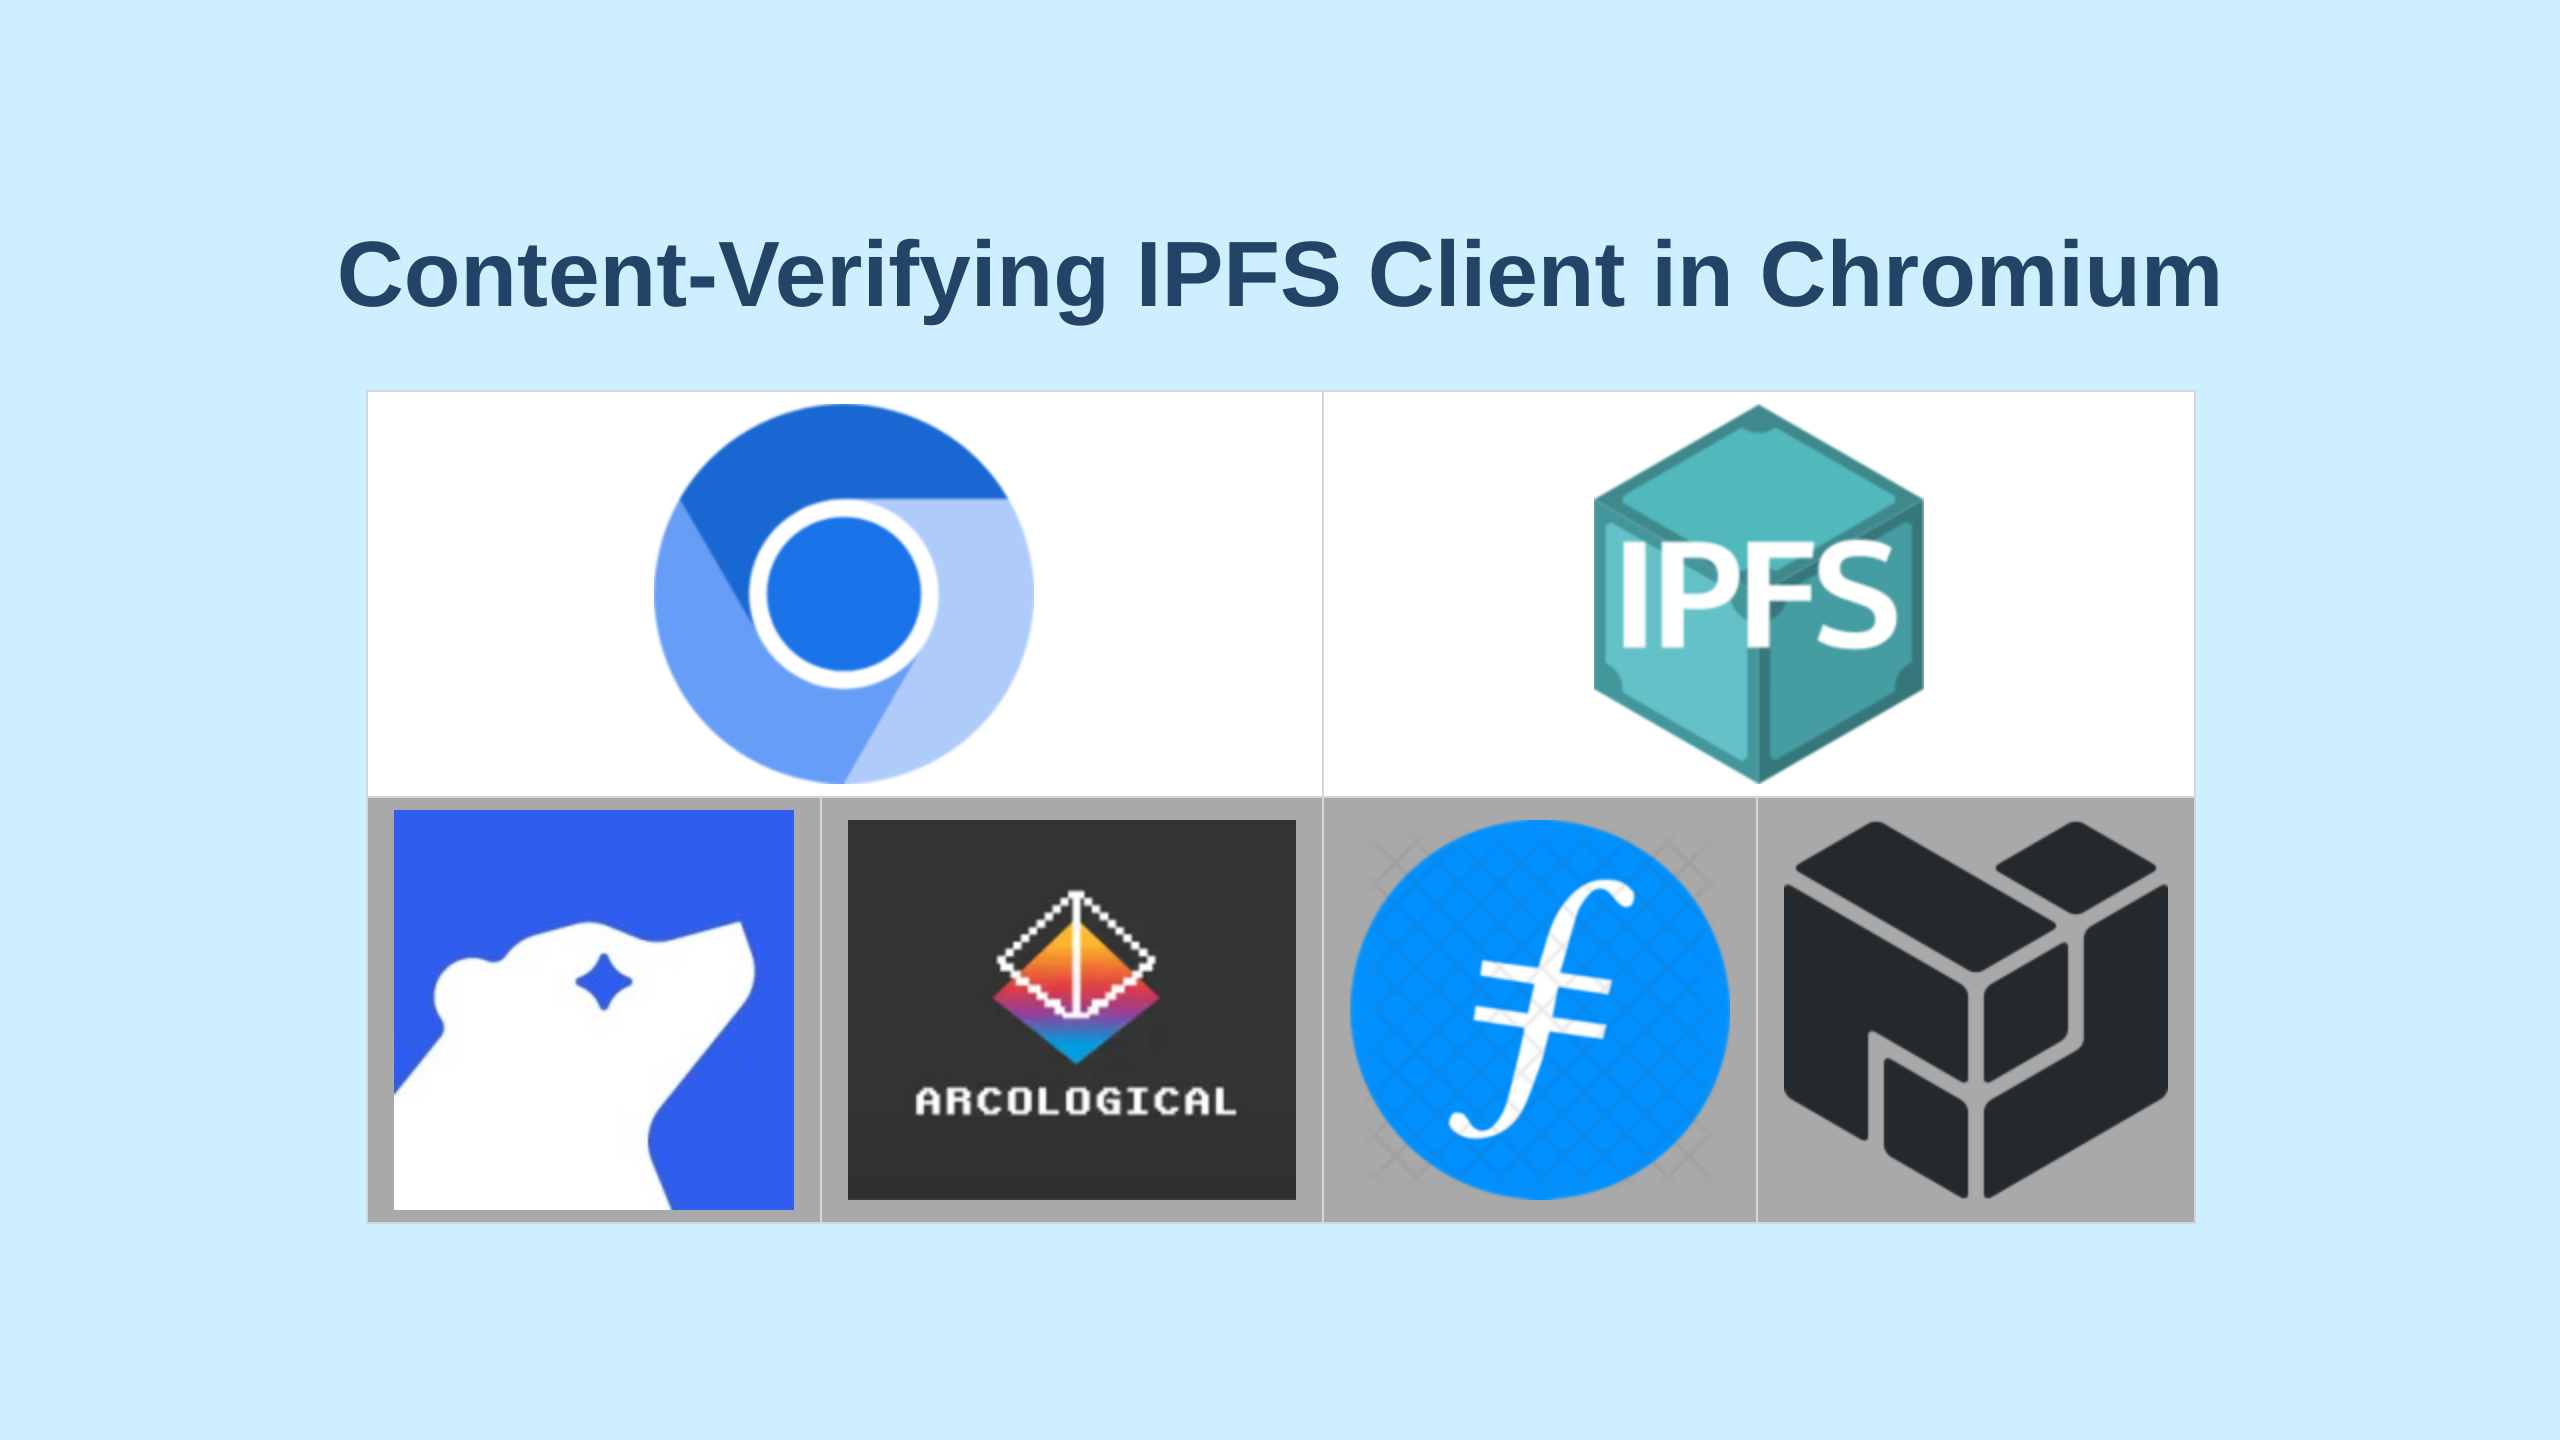 Content-Verifying IPFS Client in Chromium
IPFS
ARCOLOGICAL